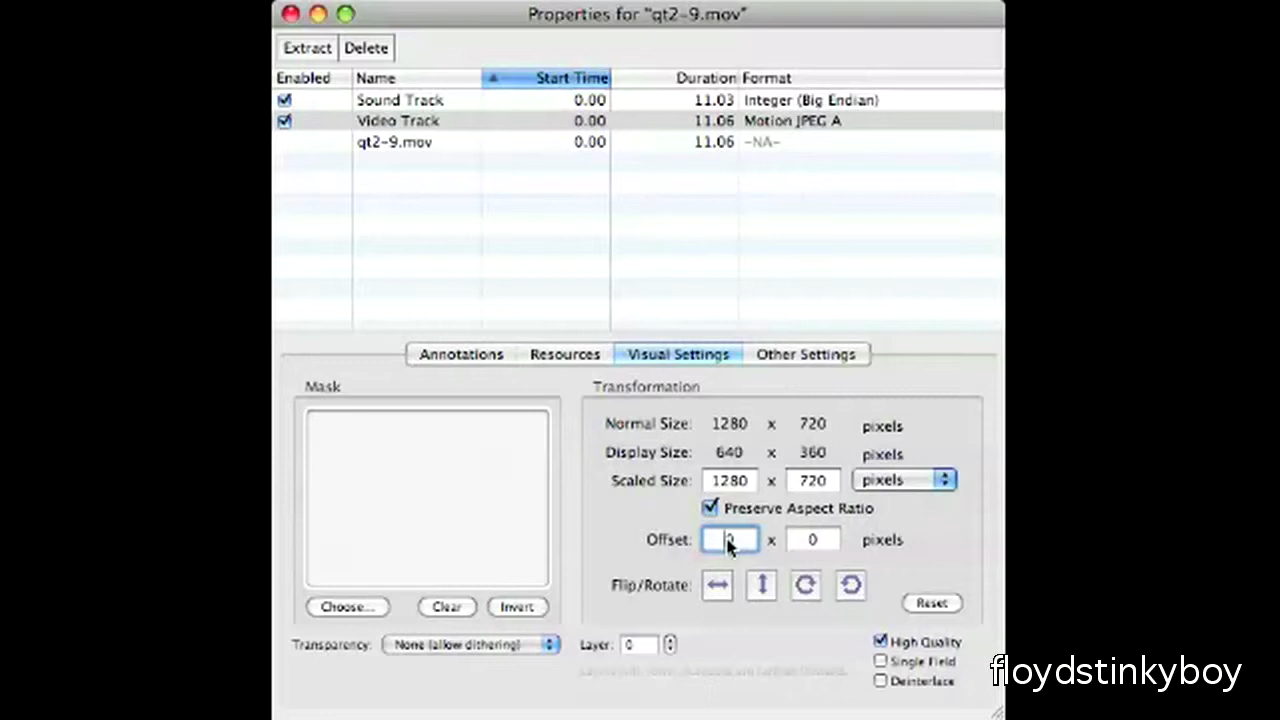 Properties for "qt2-9.mov"
Extract Delete
Enabled Name Start Time Duration Format
Sound Track 0.00 11.03 Integer (Big Endian)
Video Track 0.00 11.06 Motion JPEG A
qt2-9.mov 0.00 11.06 -NA-
Annotations Resources Visual Settings Other Settings
Mask Transformation
Normal Size: 1280 x 720 pixels
Display Size: 640 x 360 pixels
Scaled Size: 1280 x 720 pixels
Preserve Aspect Ratio
Offset: 0 x 0 pixels
Flip/Rotate:
Choose... Clear Invert Reset
Transparency: None (allow dithering) Layer: 0 High Quality
Single Field
Deinterlace
floydstinkyboy